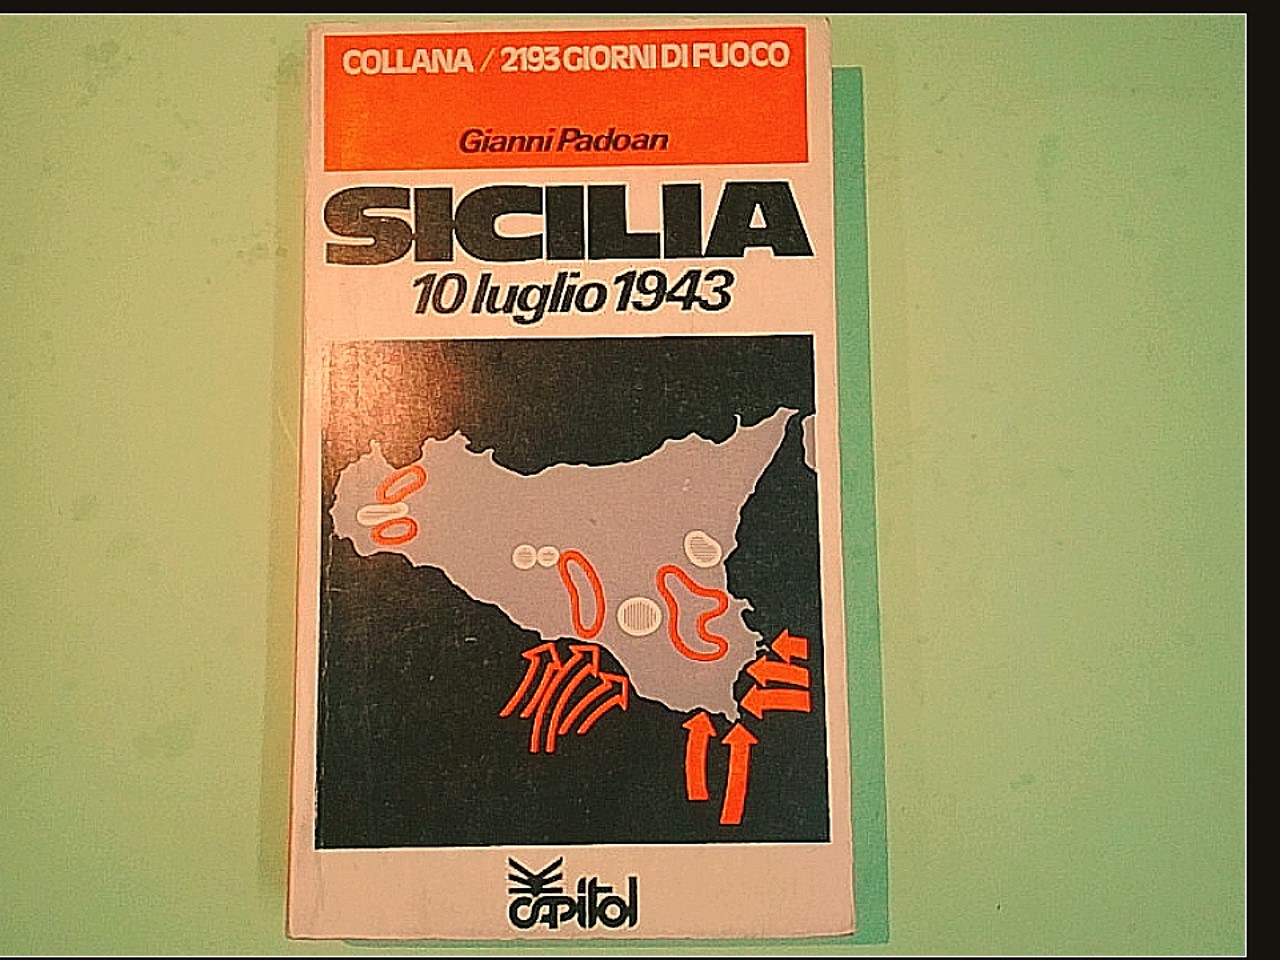 COLLANA / 2193 GIORNI DI FUOCO
Gianni Padoan
SICILIA
10 luglio 1943
capitol